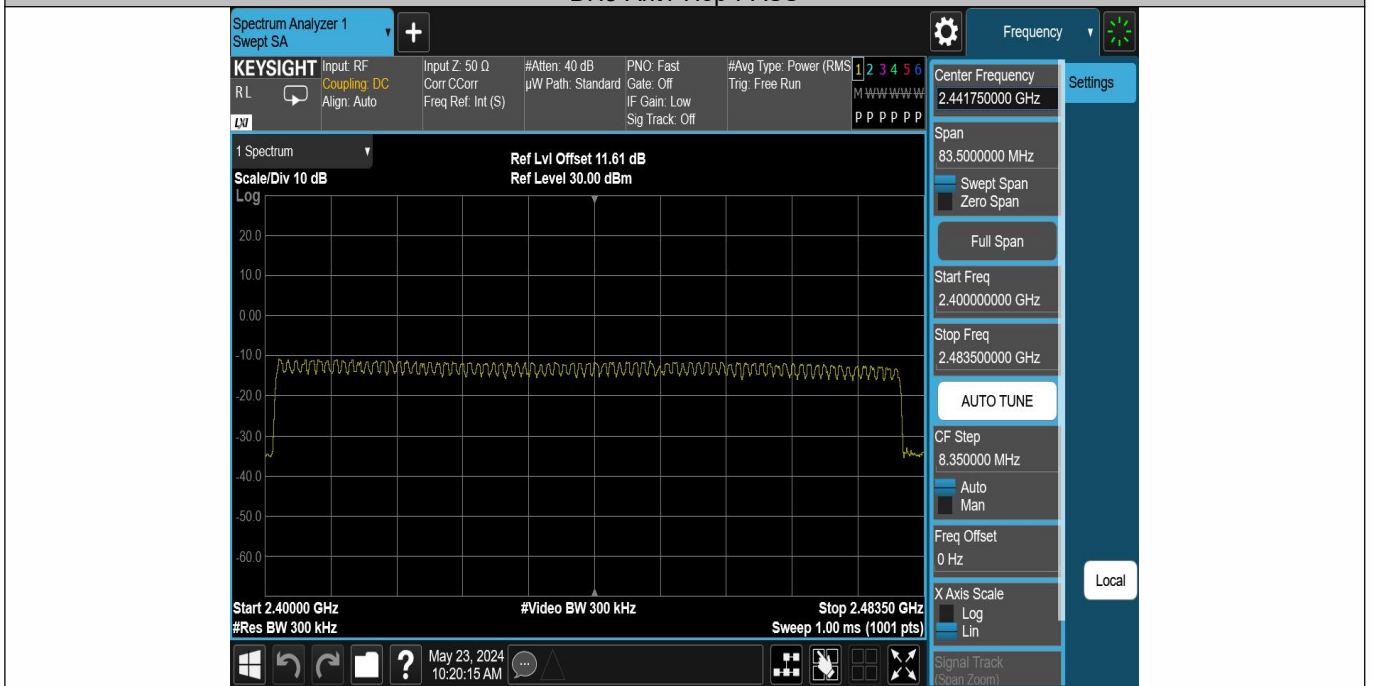 Spectrum Analyzer 1
Swept SA
+
Frequency
KEYSIGHT
RL
LXI
Input: RF
Coupling: DC
Align: Auto
Input Z: 50 Ω
Corr CCorr
Freq Ref: Int (S)
#Atten: 40 dB
µW Path: Standard
PNO: Fast
Gate: Off
IF Gain: Low
Sig Track: Off
#Avg Type: Power (RMS
Trig: Free Run
1 2 3 4 5 6
M W W W W W
P P P P P P
Center Frequency
2.441750000 GHz
Settings
Span
83.5000000 MHz
Swept Span
Zero Span
Full Span
Start Freq
2.400000000 GHz
Stop Freq
2.483500000 GHz
AUTO TUNE
CF Step
8.350000 MHz
Auto
Man
Freq Offset
0 Hz
X Axis Scale
Log
Lin
Signal Track
(Span Zoom)
Local
1 Spectrum
Scale/Div 10 dB
Log
Ref Lvl Offset 11.61 dB
Ref Level 30.00 dBm
20.0
10.0
0.00
-10.0
-20.0
-30.0
-40.0
-50.0
-60.0
Start 2.40000 GHz
#Res BW 300 kHz
#Video BW 300 kHz
Stop 2.48350 GHz
Sweep 1.00 ms (1001 pts)
?
May 23, 2024
10:20:15 AM